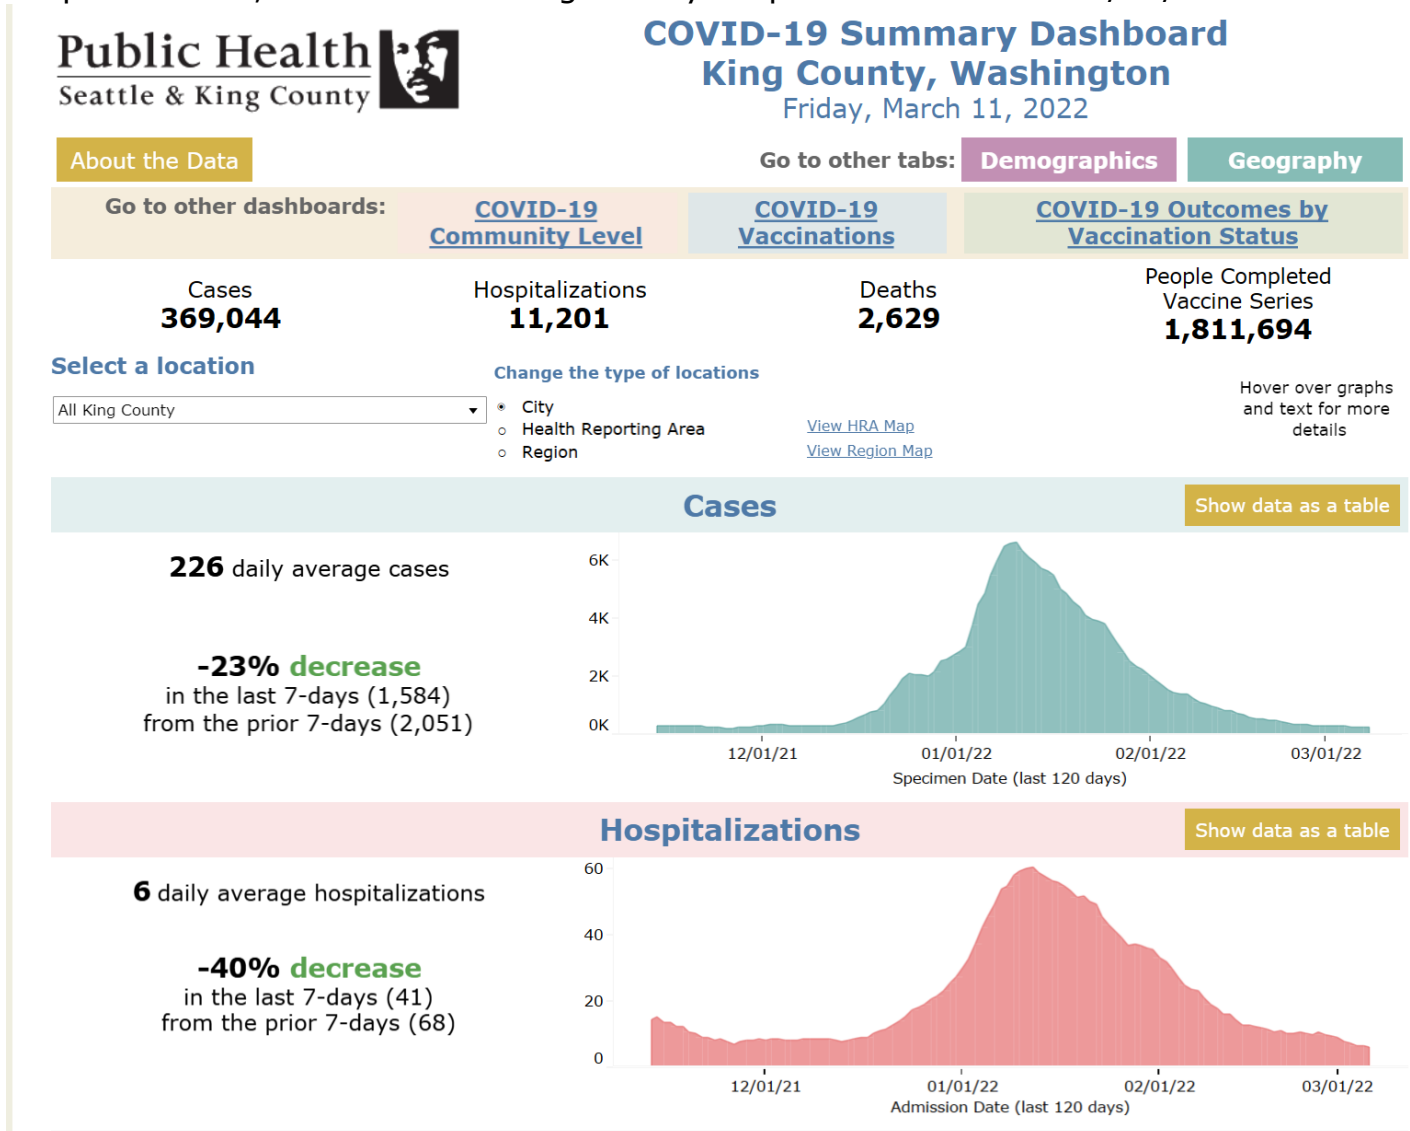 Public Health
Seattle & King County
COVID-19 Summary Dashboard
King County, Washington
Friday, March 11, 2022
About the Data
Go to other tabs:
Demographics
Geography
Go to other dashboards:
COVID-19
Community Level
COVID-19
Vaccinations
COVID-19 Outcomes by
Vaccination Status
Cases
369,044
Hospitalizations
11,201
Deaths
2,629
People Completed
Vaccine Series
1,811,694
Select a location
All King County
Change the type of locations
City
Health Reporting Area
Region
View HRA Map
View Region Map
Hover over graphs
and text for more
details
Cases
Show data as a table
226 daily average cases
-23% decrease
in the last 7-days (1,584)
from the prior 7-days (2,051)
6K
4K
2K
0K
12/01/21
01/01/22
02/01/22
03/01/22
Specimen Date (last 120 days)
Hospitalizations
Show data as a table
6 daily average hospitalizations
-40% decrease
in the last 7-days (41)
from the prior 7-days (68)
60
40
20
0
12/01/21
01/01/22
02/01/22
03/01/22
Admission Date (last 120 days)